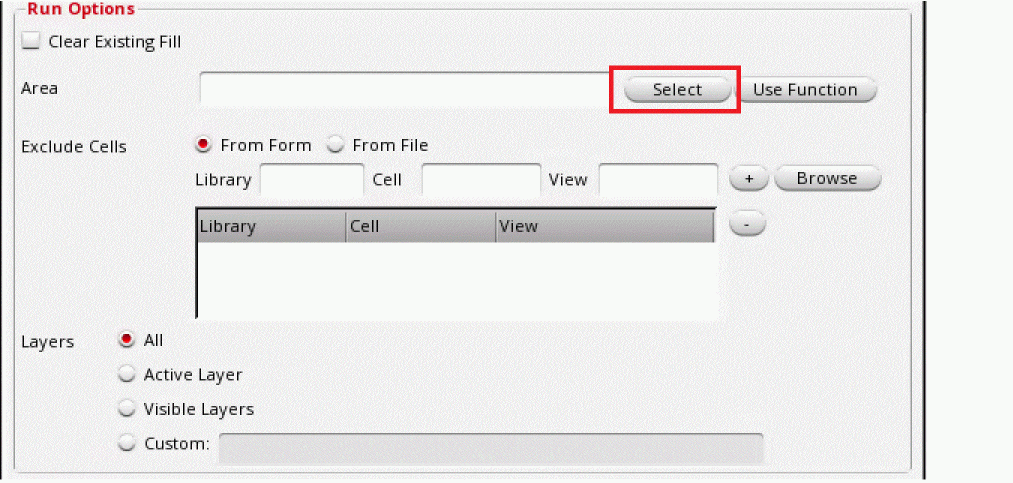 Run Options
Clear Existing Fill
Area Select Use Function
Exclude Cells From Form From File
Library Cell View + Browse
Library Cell View -
Layers All
Active Layer
Visible Layers
Custom: